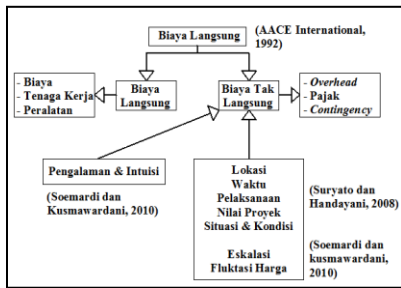 Biaya Langsung
(AACE International,
1992)
- Biaya
- Tenaga Kerja
- Peralatan
Biaya
Langsung
Biaya Tak
Langsung
- Overhead
- Pajak
- Contingency
Pengalaman & Intuisi
(Soemardi dan
Kusmawardani, 2010)
Lokasi
Waktu
Pelaksanaan
Nilai Proyek
Situasi & Kondisi
Eskalasi
Fluktasi Harga
(Suryato dan
Handayani, 2008)
(Soemardi dan
kusmawardani,
2010)